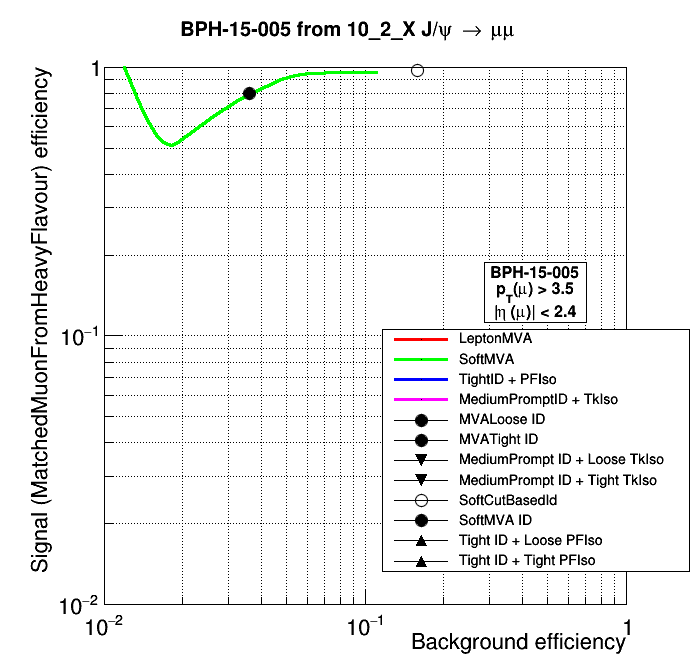 BPH-15-005 from 10_2_X J/ψ → μμ
Signal (MatchedMuonFromHeavyFlavour) efficiency
1
10⁻¹
10⁻²
BPH-15-005
p_T(μ) > 3.5
|η (μ)| < 2.4
LeptonMVA
SoftMVA
TightID + PFIso
MediumPromptID + TkIso
MVALoose ID
MVATight ID
MediumPrompt ID + Loose TkIso
MediumPrompt ID + Tight TkIso
SoftCutBasedId
SoftMVA ID
Tight ID + Loose PFIso
Tight ID + Tight PFIso
10⁻² 10⁻¹ 1
Background efficiency